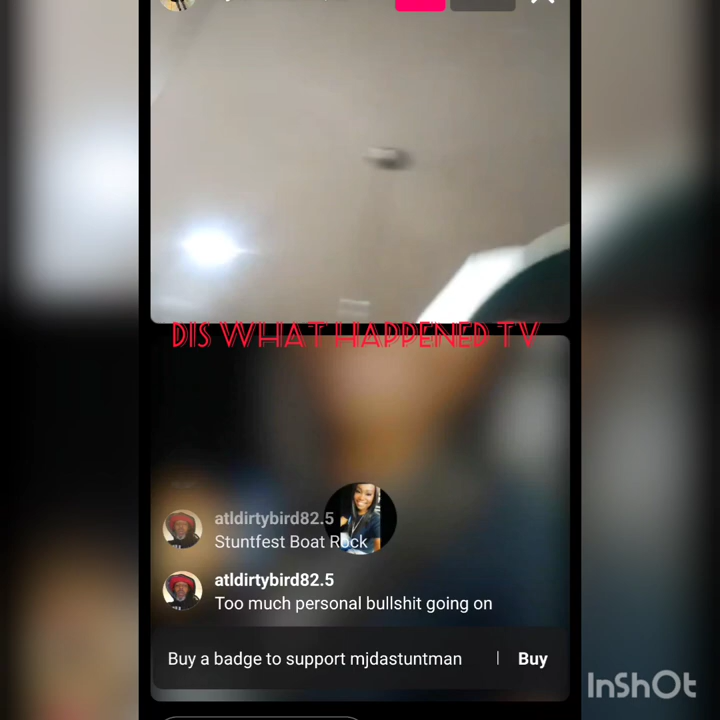 DIS WHAT HAPPENED TV
atldirtybird82.5
Stuntfest Boat Rock
atldirtybird82.5
Too much personal bullshit going on
Buy a badge to support mjdastuntman | Buy
InShOt